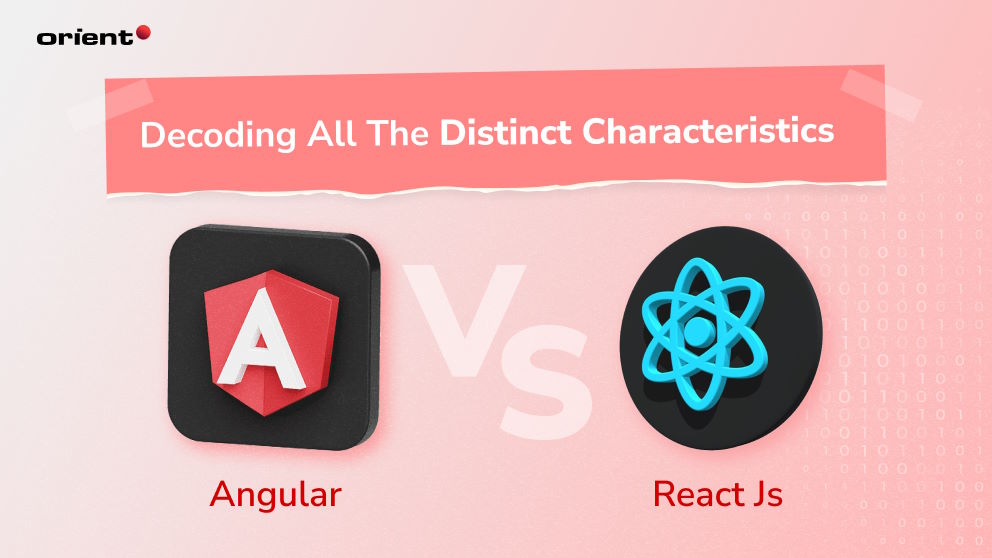 orient
Decoding All The Distinct Characteristics
A
VS
Angular
React Js